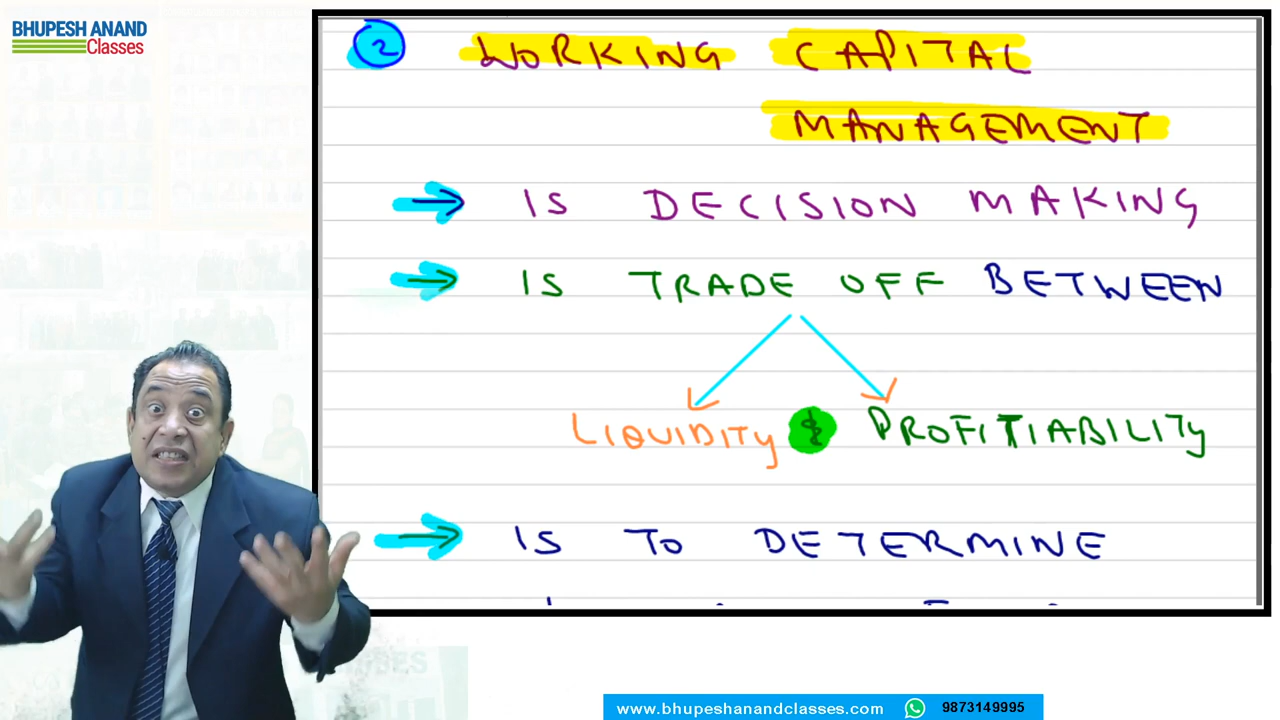 BHUPESH ANAND
Classes
2 WORKING CAPITAL
MANAGEMENT
→ IS DECISION MAKING
→ IS TRADE OFF BETWEEN
LIQUIDITY & PROFITIABILITY
→ IS TO DETERMINE
www.bhupeshanandclasses.com 9873149995